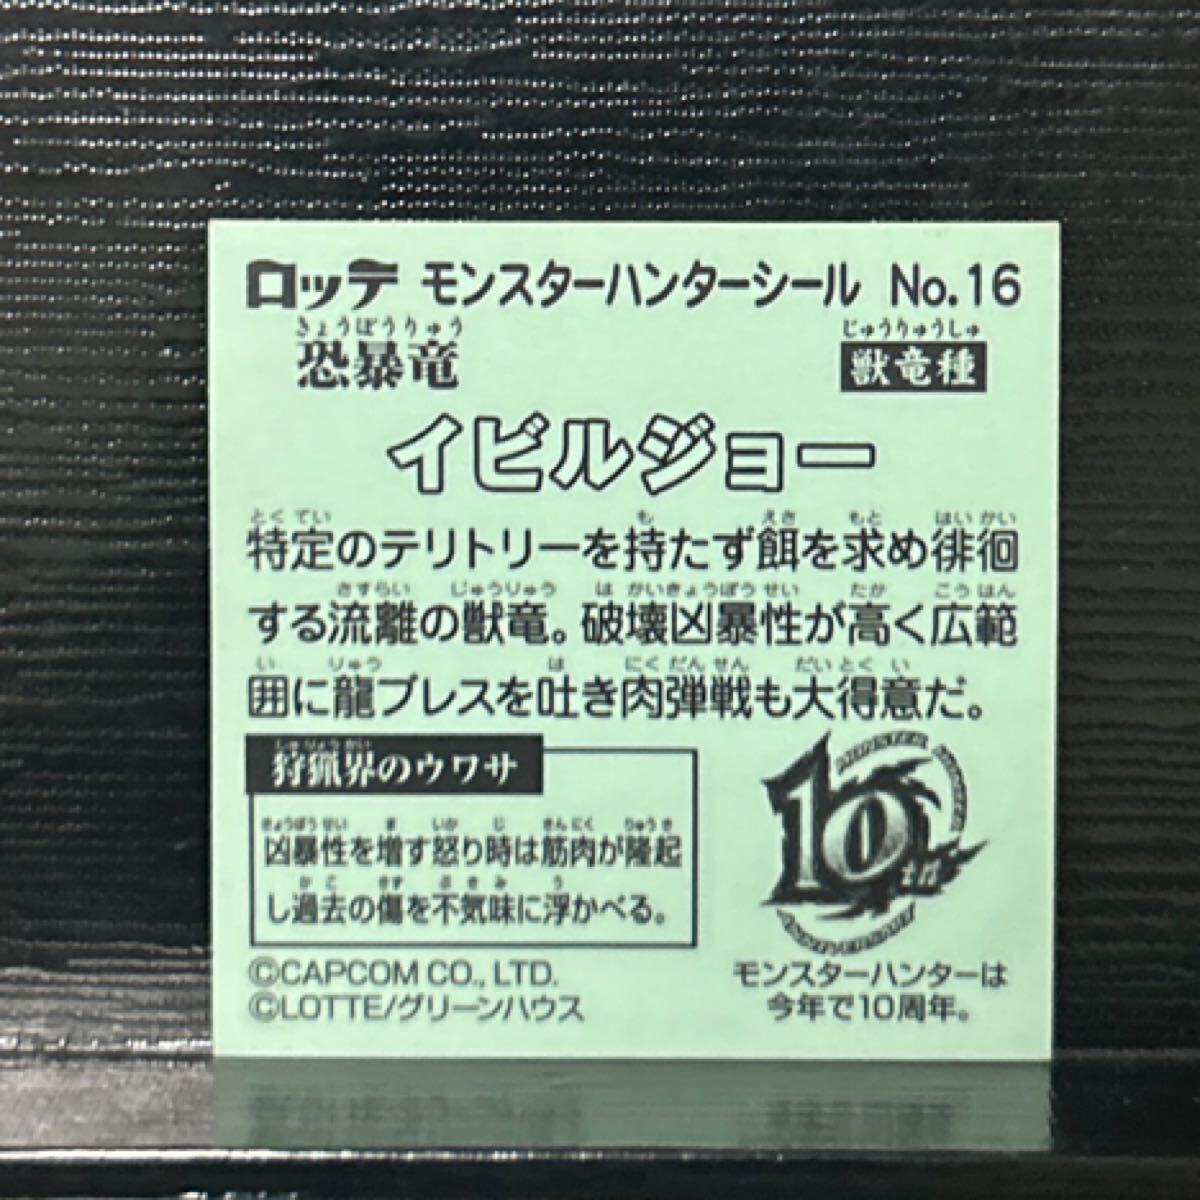 ロッテ モンスターハンターシール No.16
きょうぼうりゅう じゅうりゅうしゅ
恐暴竜 獣竜種
イビルジョー
とくてい も えさ もと はいかい
特定のテリトリーを持たず餌を求め徘徊
さすらい じゅうりゅう は かいきょうぼう せい たか こう はん
する流離の獣竜。破壊凶暴性が高く広範
い りゅう は にく だん せん だい とく い
囲に龍ブレスを吐き肉弾戦も大得意だ。
しゅ りょう かい
狩猟界のウワサ
きょうぼう せい ま いか じ きん にく りゅう き
凶暴性を増す怒り時は筋肉が隆起
か こ きず ぶ き み う
し過去の傷を不気味に浮かべる。
MONSTER HUNTER
10th
ANNIVERSARY
©CAPCOM CO., LTD.
©LOTTE/グリーンハウス
モンスターハンターは
今年で10周年。